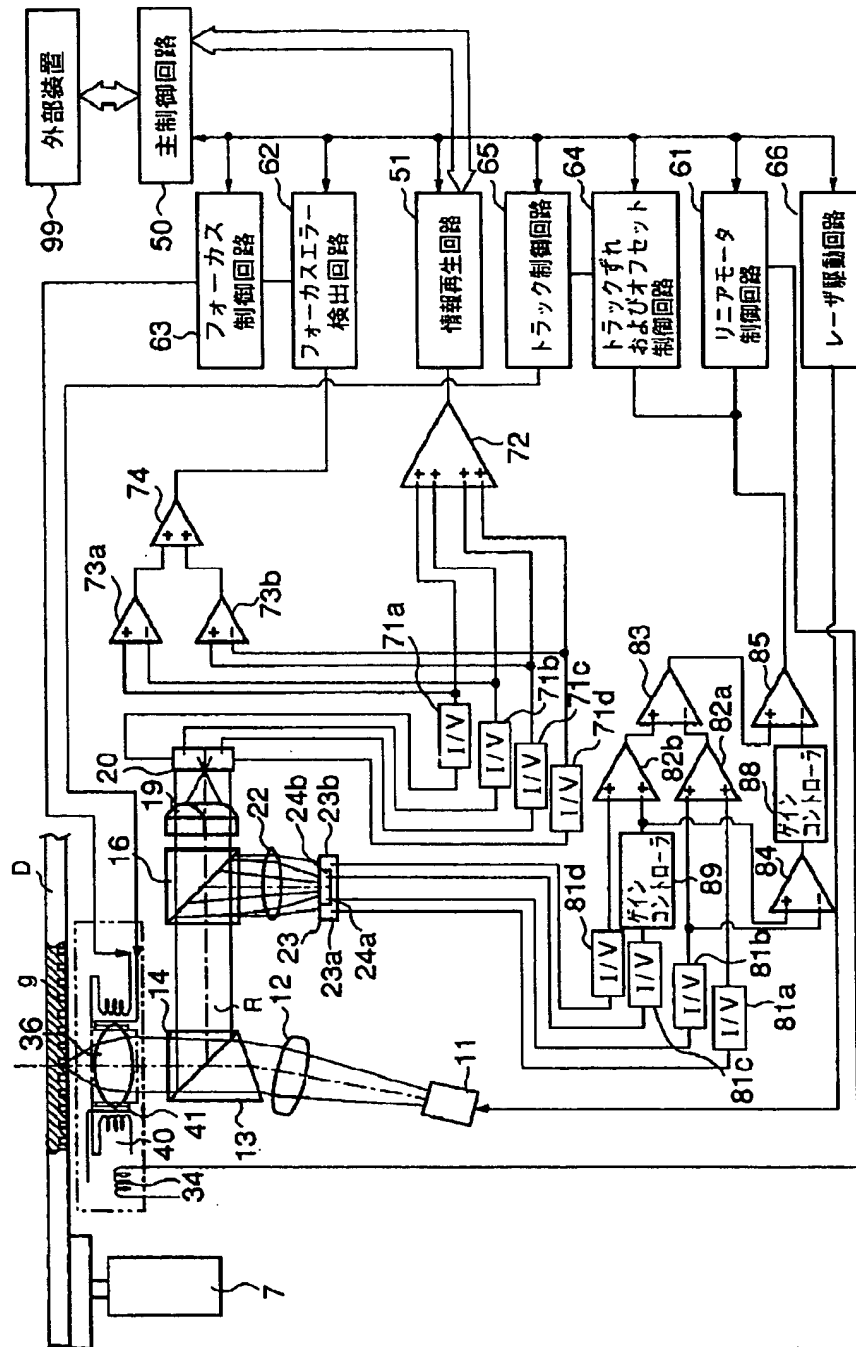 外部装置
99
主制御回路
50
フォーカス
制御回路
63
62
フォーカスエラー
検出回路
51
情報再生回路
65
トラック制御回路
64
トラックずれ
およびオフセット
制御回路
61
リニアモータ
制御回路
66
レーザ駆動回路
74
+
+
72
+
+
+
+
73a
+
−
73b
+
−
71a
I/V
71b
I/V
71c
I/V
71d
I/V
83
+
−
85
+
−
82b
+
+
82a
+
+
88
ゲイン
コントローラ
84
+
−
89
ゲイン
コントローラ
81d
I/V
81c
I/V
81b
I/V
81a
I/V
20
19
16
22
24b
23b
23
23a
24a
D
9
36
14
R
12
13
11
41
40
34
7